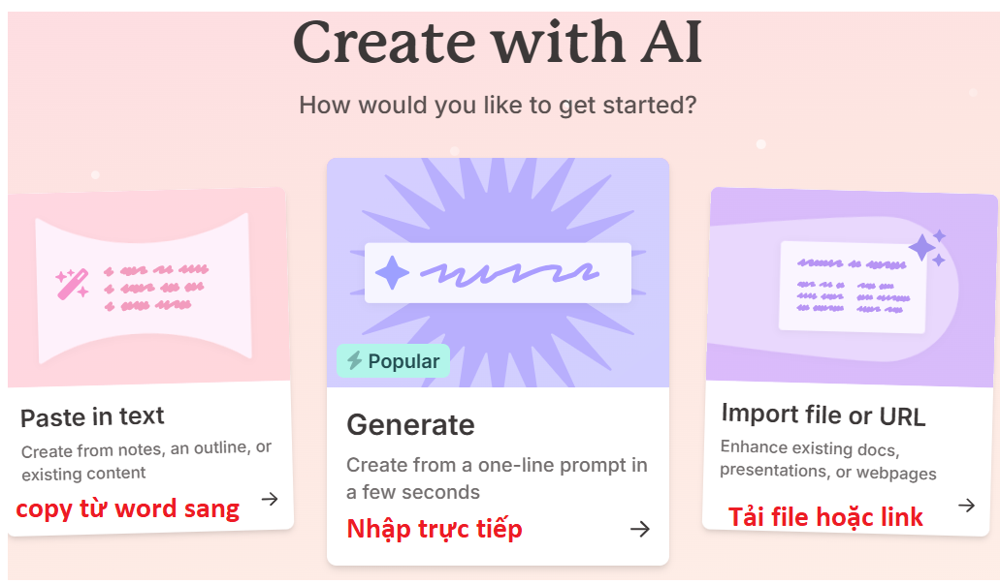 Create with AI
How would you like to get started?
Paste in text
Create from notes, an outline, or
existing content
copy từ word sang
Popular
Generate
Create from a one-line prompt in
a few seconds
Nhập trực tiếp
Import file or URL
Enhance existing docs,
presentations, or webpages
Tải file hoặc link